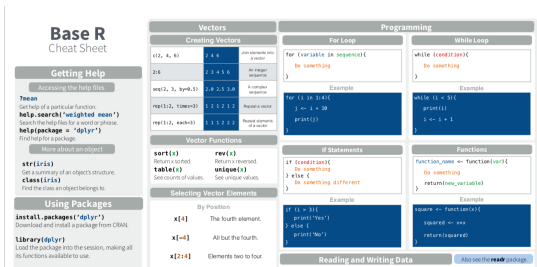 Base R
Cheat Sheet
Getting Help
Accessing the help files
?mean
Get help of a particular function.
help.search('weighted mean')
Search the help files for a word or phrase.
help(package = 'dplyr')
Find help for a package.
More about an object
str(iris)
Get a summary of an object's structure.
class(iris)
Find the class an object belongs to.
Using Packages
install.packages('dplyr')
Download and install a package from CRAN.
library(dplyr)
Load the package into the session, making all
its functions available to use.
Vectors
Creating Vectors
c(2, 4, 6) 2 4 6 Join elements into
a vector
2:6 2 3 4 5 6 An integer
sequence
seq(2, 3, by=0.5) 2.0 2.5 3.0 A complex
sequence
rep(1:2, times=3) 1 2 1 2 1 2 Repeat a vector
rep(1:2, each=3) 1 1 1 2 2 2 Repeat elements
of a vector
Vector Functions
sort(x) rev(x)
Return x sorted. Return x reversed.
table(x) unique(x)
See counts of values. See unique values.
Selecting Vector Elements
By Position
x[4] The fourth element.
x[-4] All but the fourth.
x[2:4] Elements two to four.
Programming
For Loop
for (variable in sequence){
Do something
}
Example
for (i in 1:4){
j <- i + 10
print(j)
}
While Loop
while (condition){
Do something
}
Example
while (i < 5){
print(i)
i <- i + 1
}
If Statements
if (condition){
Do something
} else {
Do something different
}
Example
if (i > 3){
print('Yes')
} else {
print('No')
}
Functions
function_name <- function(var){
Do something
return(new_variable)
}
Example
square <- function(x){
squared <- x*x
return(squared)
}
Reading and Writing Data
Also see the readr package.